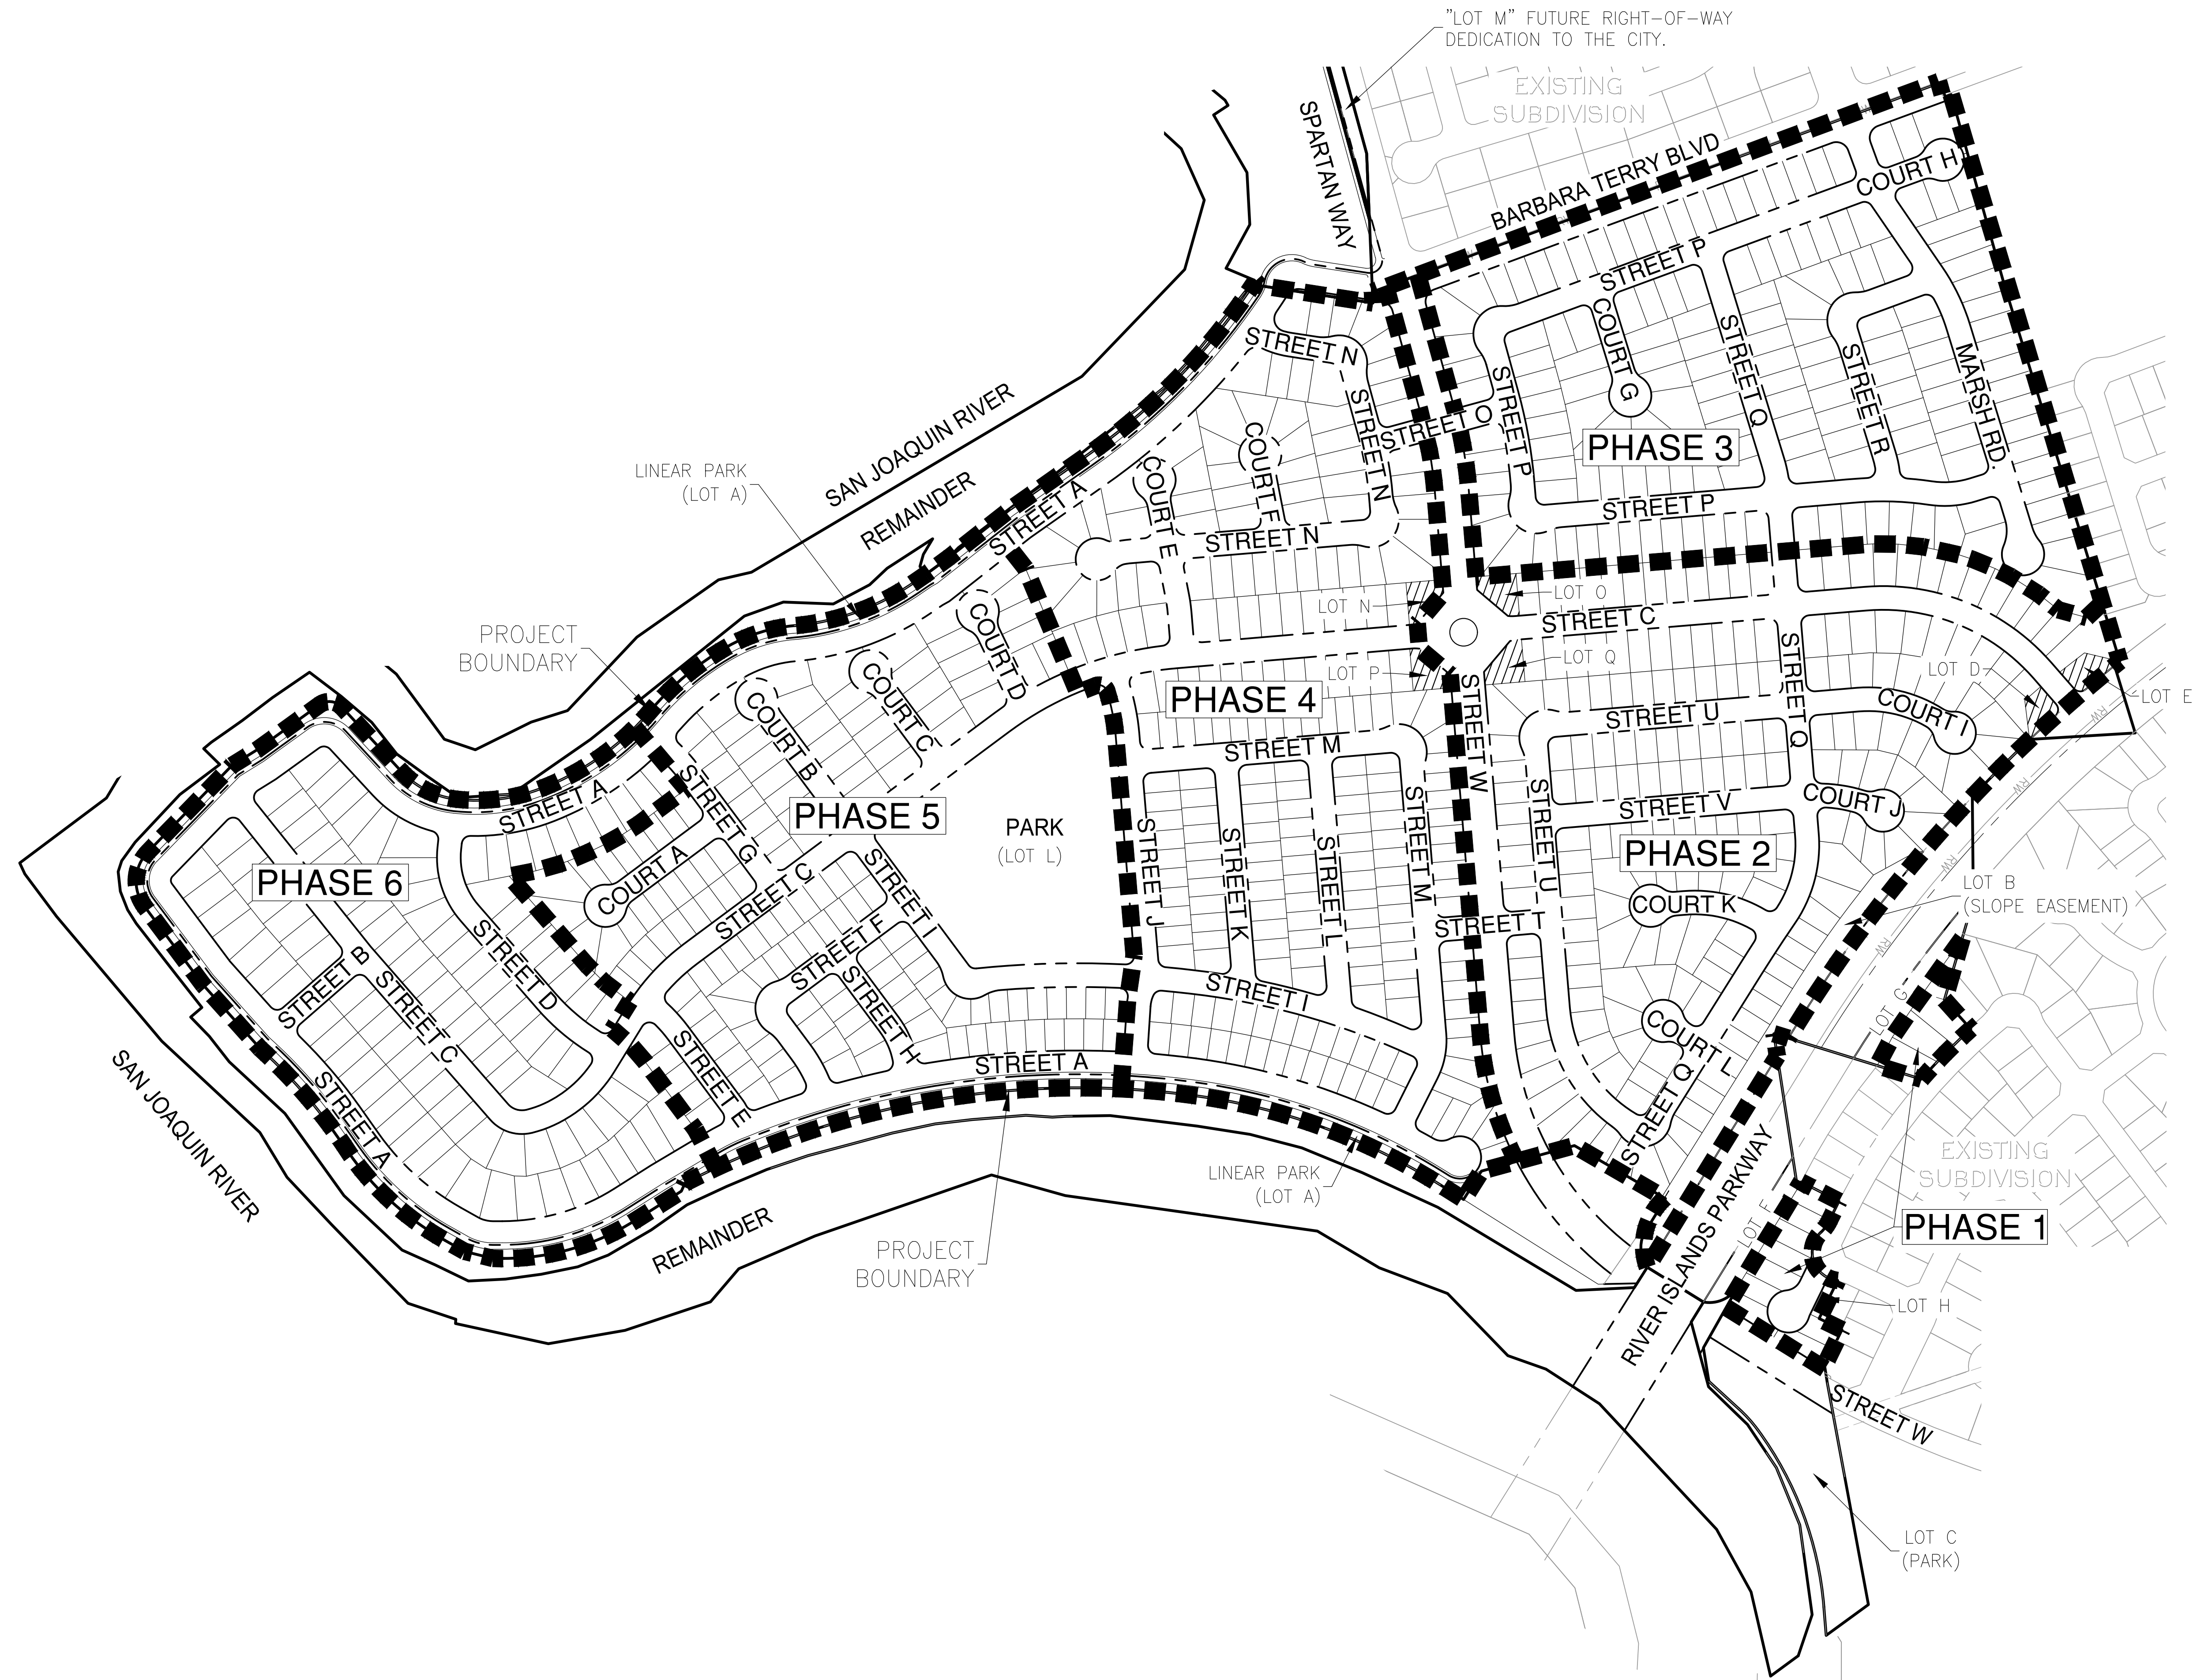 "LOT M" FUTURE RIGHT-OF-WAY
DEDICATION TO THE CITY.
EXISTING
SUBDIVISION
SPARTAN WAY
BARBARA TERRY BLVD
COURT H
STREET P
COURT G
STREET Q
STREET R
MARSH RD.
PHASE 3
STREET P
STREET P
STREET O
STREET N
STREET N
COURT F
COURT E
STREET N
SAN JOAQUIN RIVER
REMAINDER
LINEAR PARK
(LOT A)
STREET A
PROJECT
BOUNDARY
COURT D
COURT C
COURT B
LOT N
LOT O
LOT P
LOT Q
STREET C
LOT D
LOT E
RW
RW
RW
RW
PHASE 4
STREET M
STREET W
STREET U
STREET Q
COURT I
STREET V
COURT J
STREET U
PHASE 2
COURT K
STREET T
STREET J
STREET K
STREET L
STREET M
STREET I
PARK
(LOT L)
PHASE 5
STREET G
COURT A
STREET C
STREET I
STREET F
STREET H
STREET E
STREET A
STREET A
PHASE 6
STREET D
STREET B
STREET C
STREET A
SAN JOAQUIN RIVER
REMAINDER
PROJECT
BOUNDARY
LINEAR PARK
(LOT A)
COURT L
STREET Q
LOT B
(SLOPE EASEMENT)
LOT G
EXISTING
SUBDIVISION
PHASE 1
LOT F
LOT H
RIVER ISLANDS PARKWAY
STREET W
LOT C
(PARK)